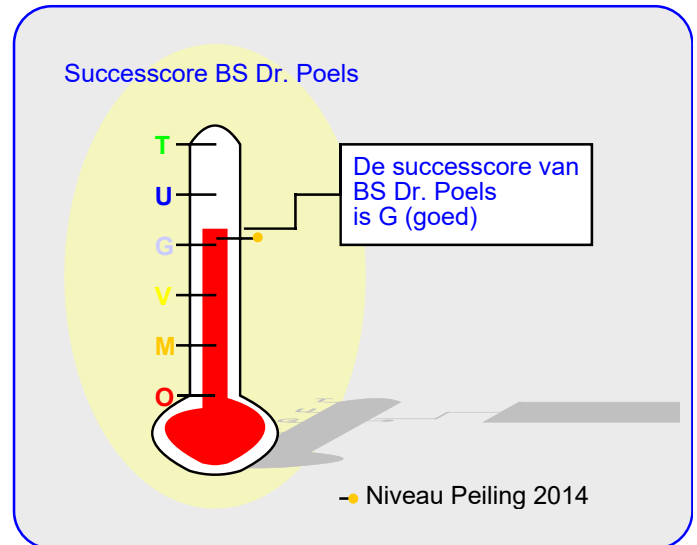 Successcore BS Dr. Poels
T
De successcore van
BS Dr. Poels
is G (goed)
U
G
V
M
O
T
U
G
Niveau Peiling 2014